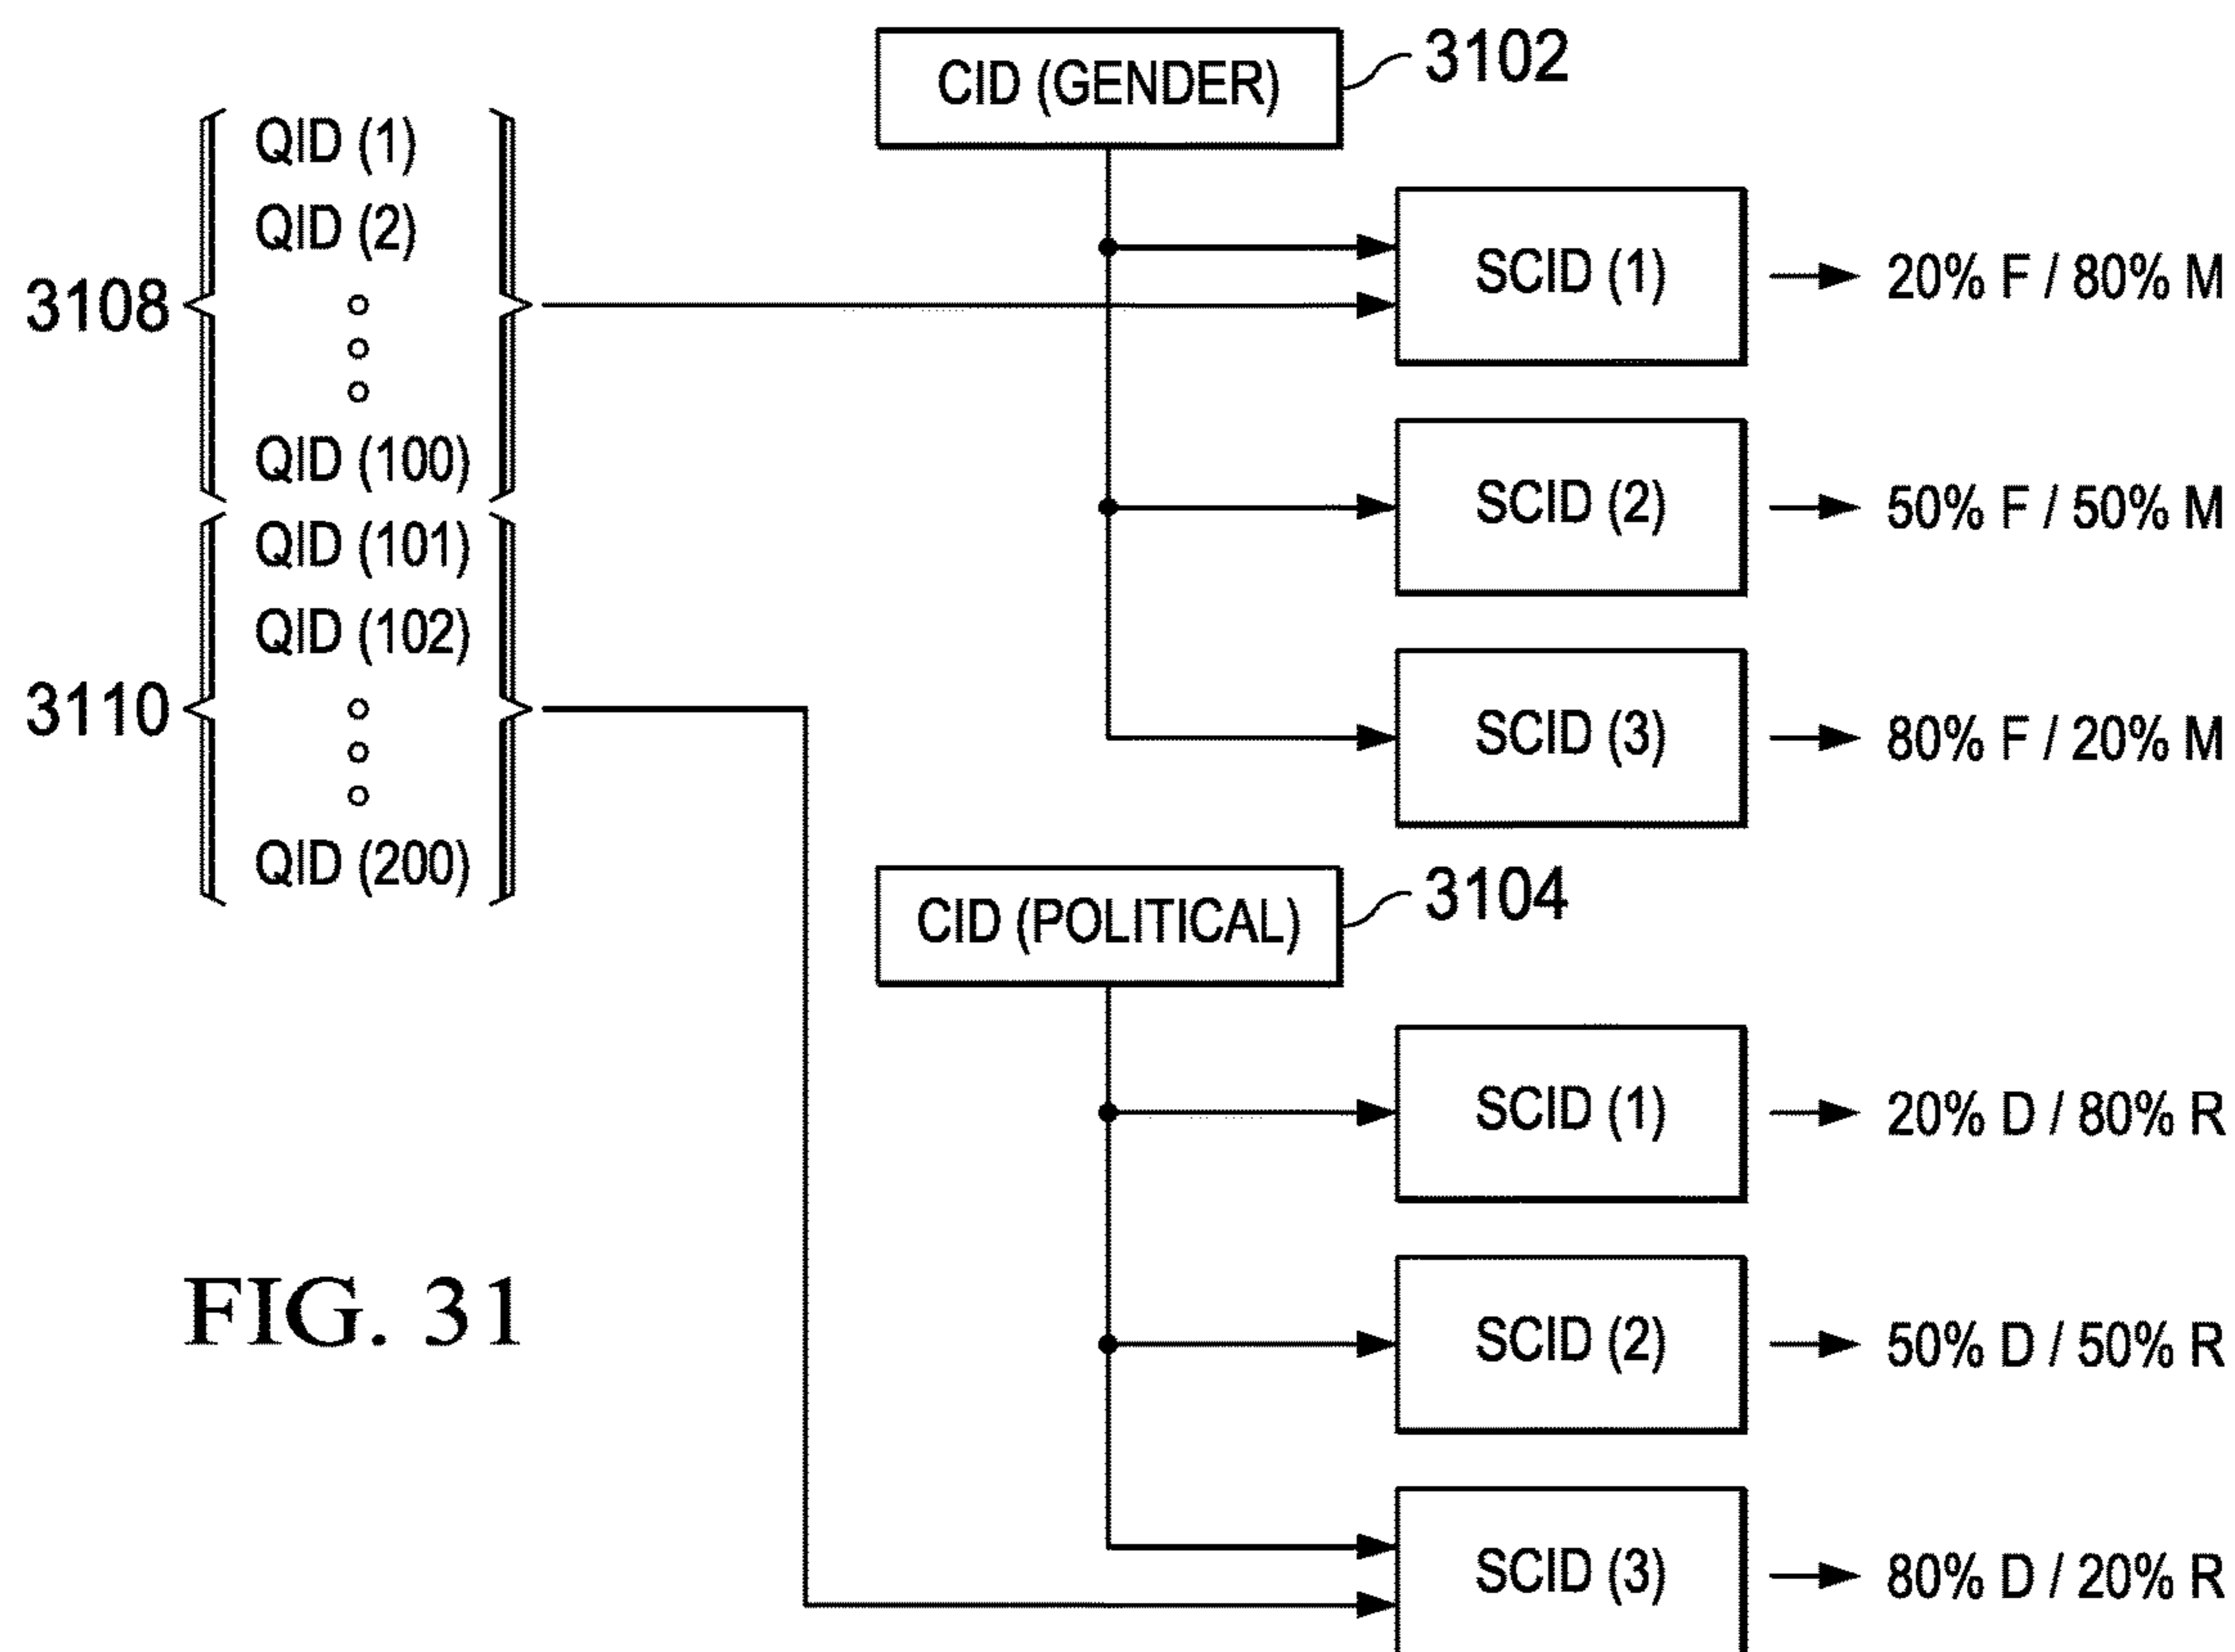 CID (GENDER)
3102
3108
QID (1)
QID (2)
QID (100)
3110
QID (101)
QID (102)
QID (200)
SCID (1)
20% F / 80% M
SCID (2)
50% F / 50% M
SCID (3)
80% F / 20% M
CID (POLITICAL)
3104
SCID (1)
20% D / 80% R
SCID (2)
50% D / 50% R
SCID (3)
80% D / 20% R
FIG. 31